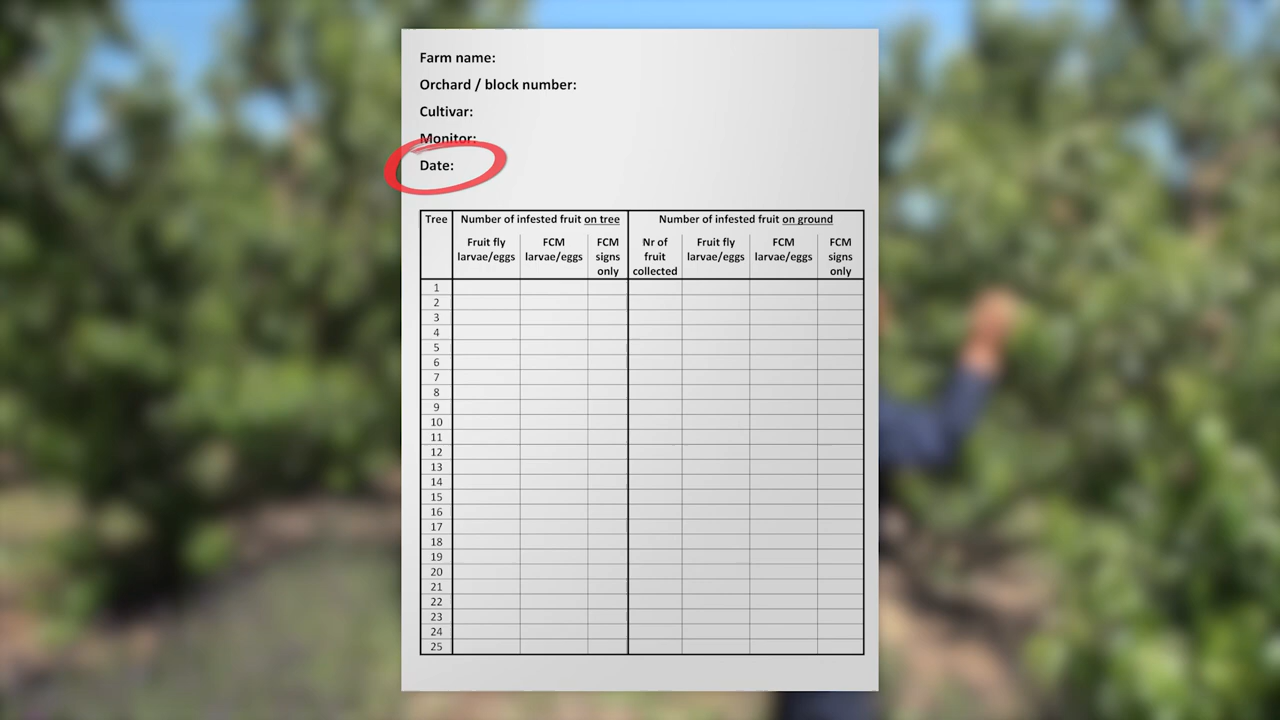 Farm name:
Orchard / block number:
Cultivar:
Monitor:
Date:
Tree Number of infested fruit on tree Number of infested fruit on ground
Fruit fly FCM FCM Nr of Fruit fly FCM FCM
larvae/eggs larvae/eggs signs fruit larvae/eggs larvae/eggs signs
only collected only
1
2
3
4
5
6
7
8
9
10
11
12
13
14
15
16
17
18
19
20
21
22
23
24
25